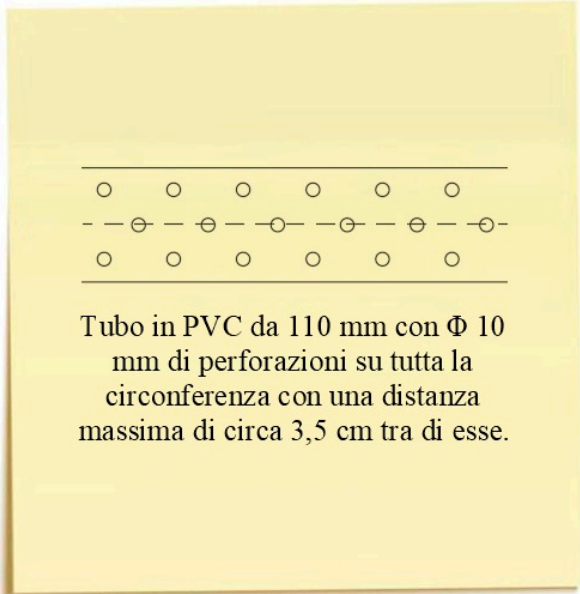 Tubo in PVC da 110 mm con Φ 10
mm di perforazioni su tutta la
circonferenza con una distanza
massima di circa 3,5 cm tra di esse.